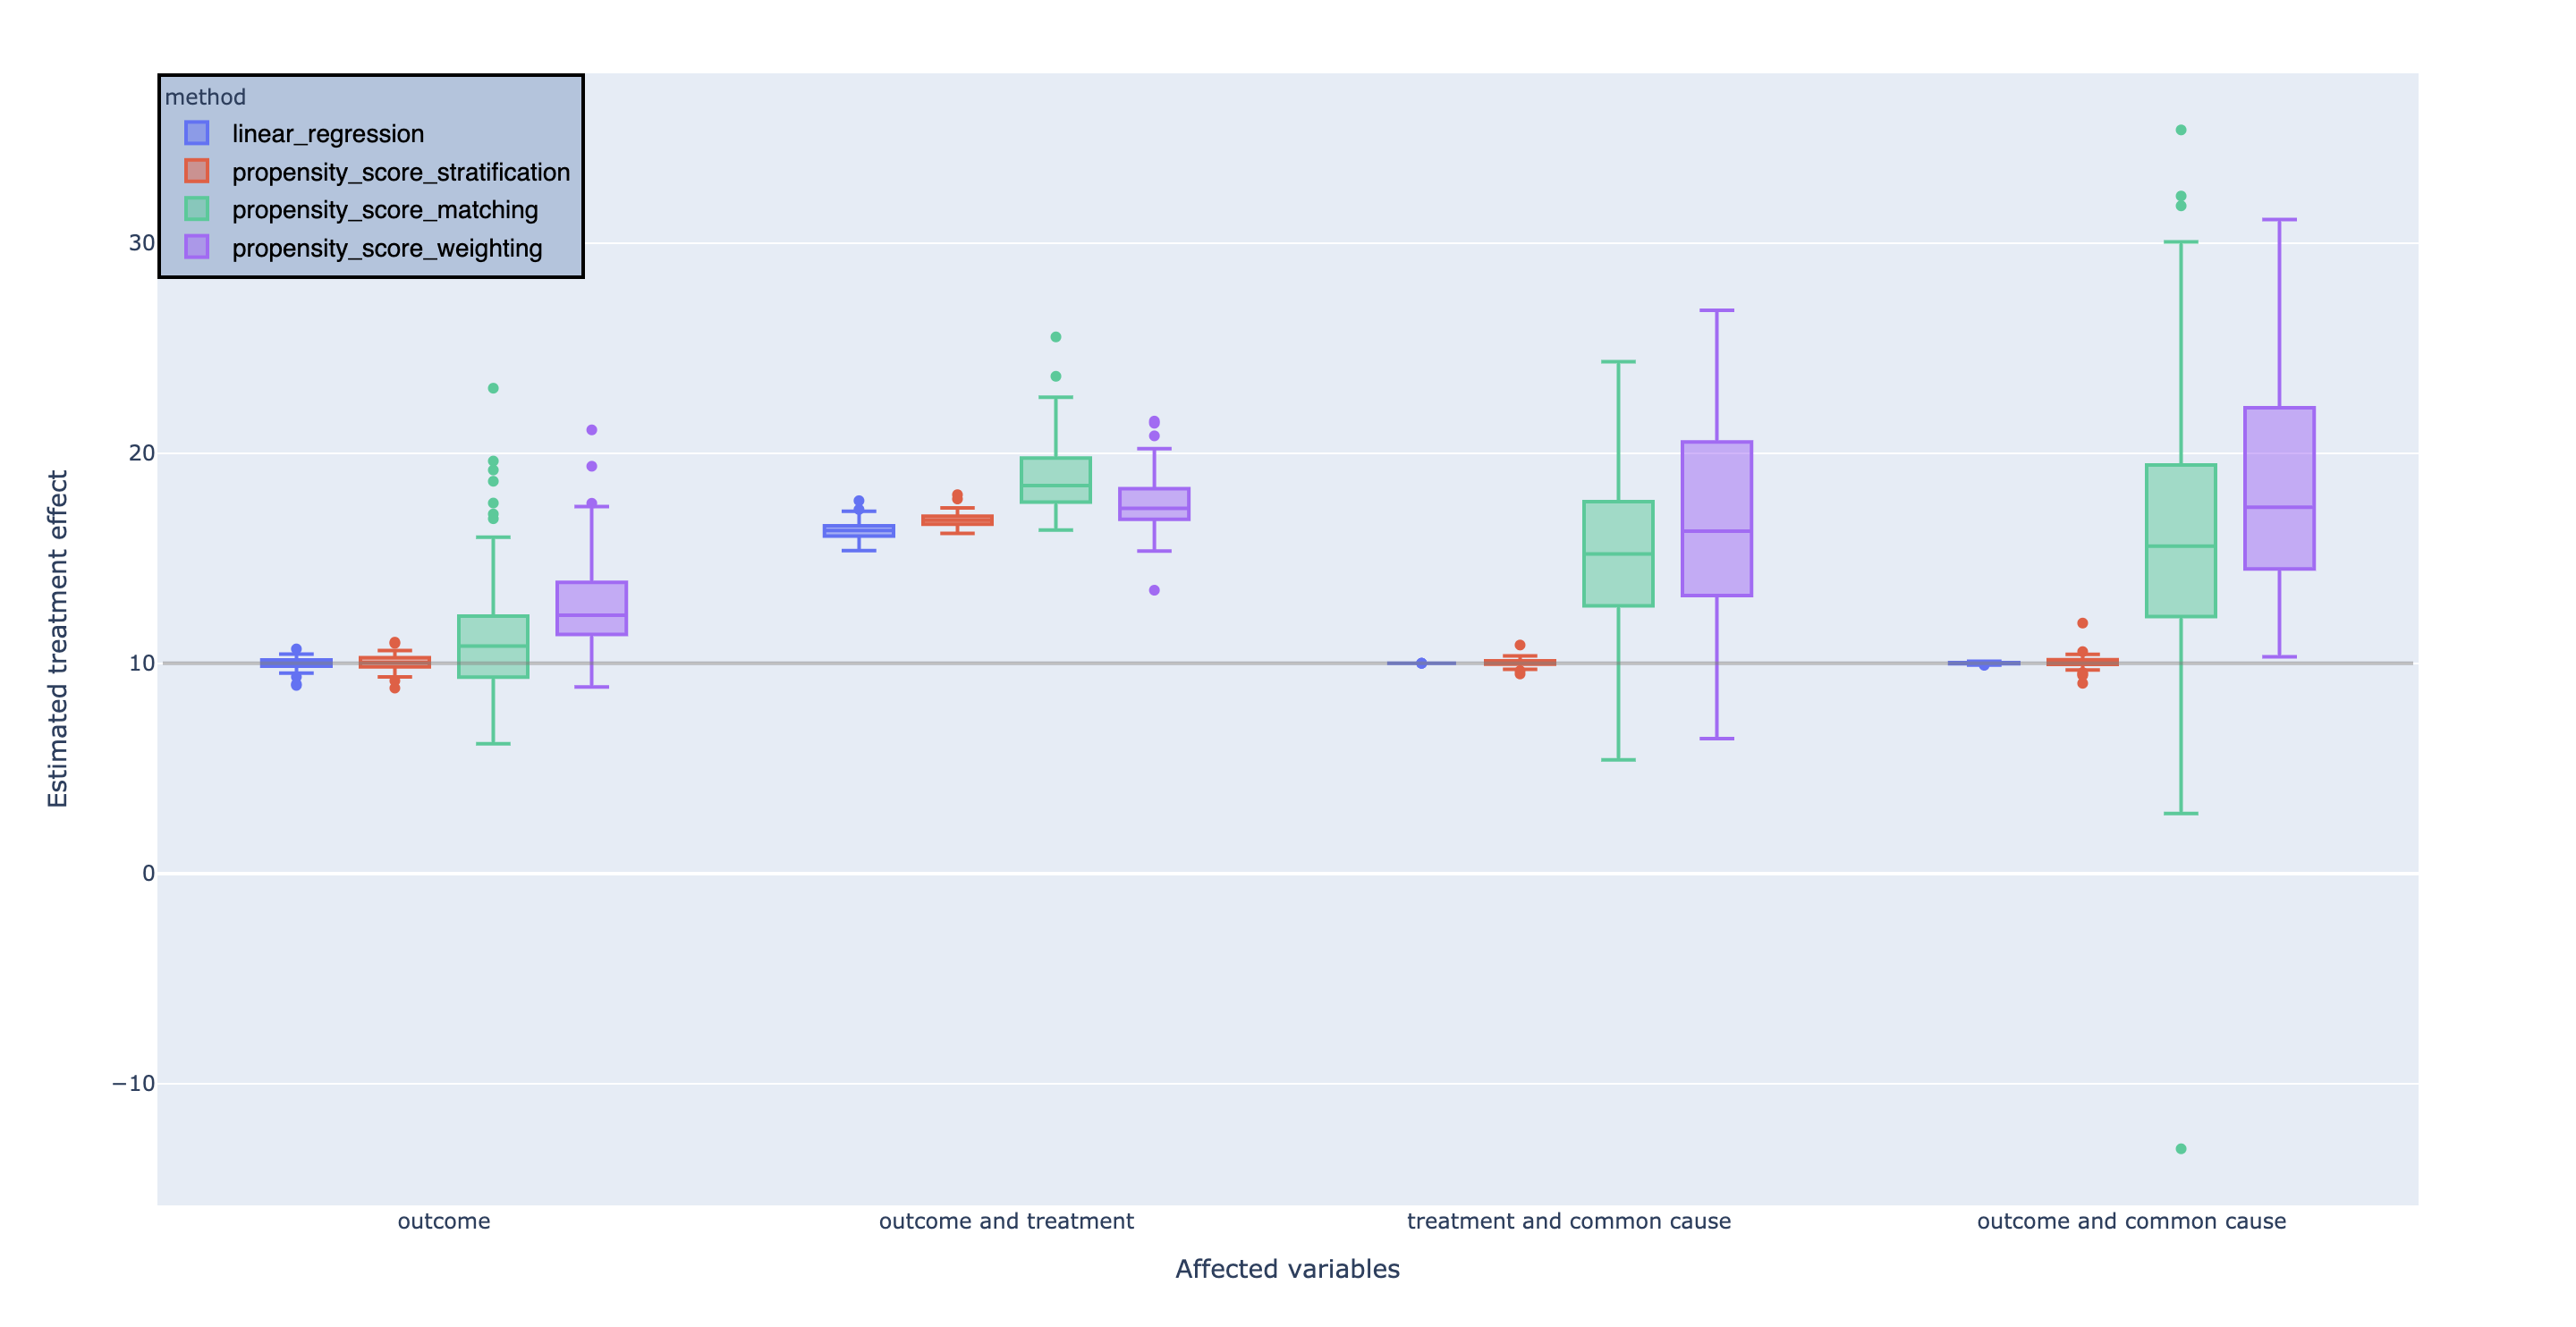 method
linear_regression
propensity_score_stratification
propensity_score_matching
propensity_score_weighting
30
20
10
0
−10
Estimated treatment effect
outcome
outcome and treatment
treatment and common cause
outcome and common cause
Affected variables